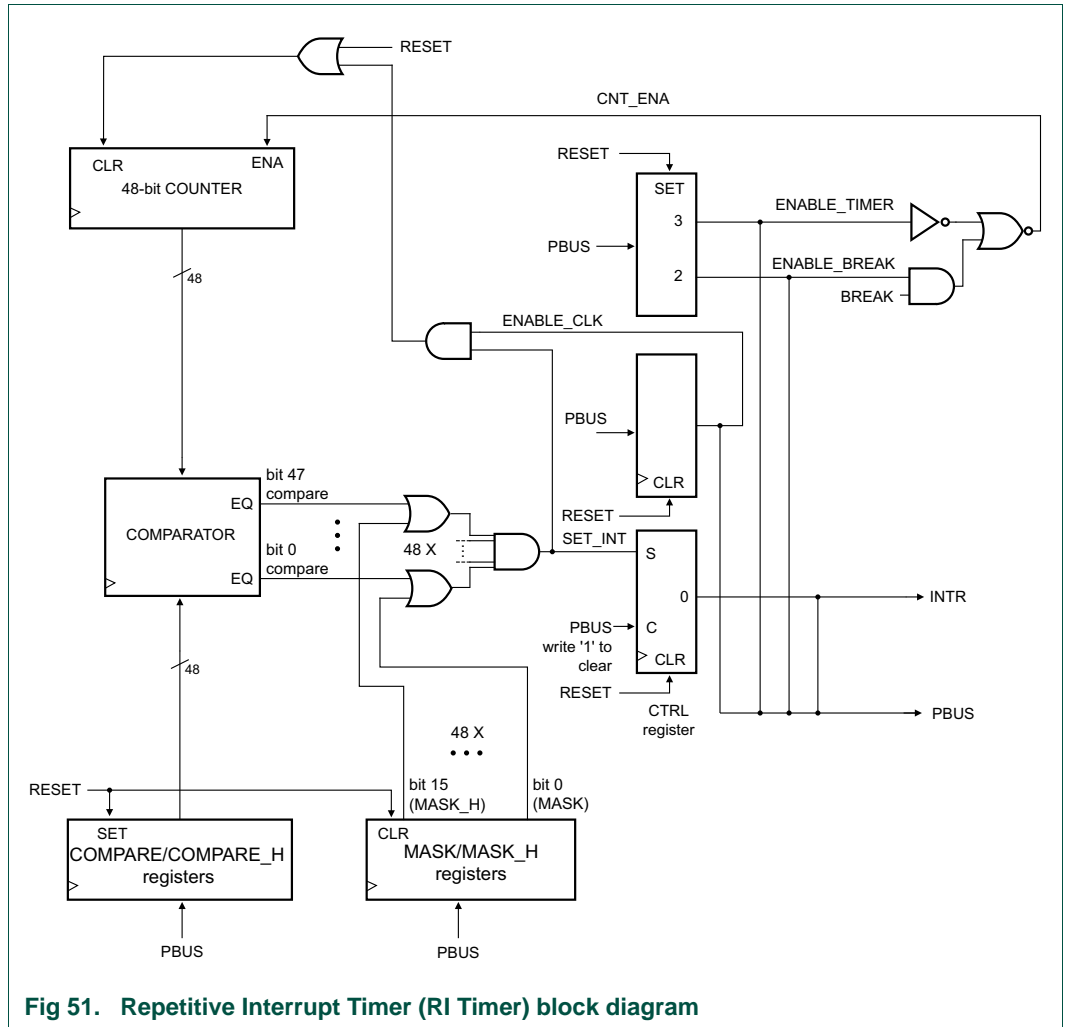 RESET
CNT_ENA
CLR
ENA
48-bit COUNTER
48
RESET
SET
3
ENABLE_TIMER
PBUS
2
ENABLE_BREAK
BREAK
ENABLE_CLK
PBUS
CLR
RESET
bit 47
compare
EQ
COMPARATOR
48 X
bit 0
compare
EQ
SET_INT
S
0
INTR
PBUS
write '1' to
clear
C
CLR
RESET
CTRL
register
PBUS
48
48 X
bit 15
(MASK_H)
bit 0
(MASK)
RESET
SET
COMPARE/COMPARE_H
registers
CLR
MASK/MASK_H
registers
PBUS
PBUS
Fig 51. Repetitive Interrupt Timer (RI Timer) block diagram